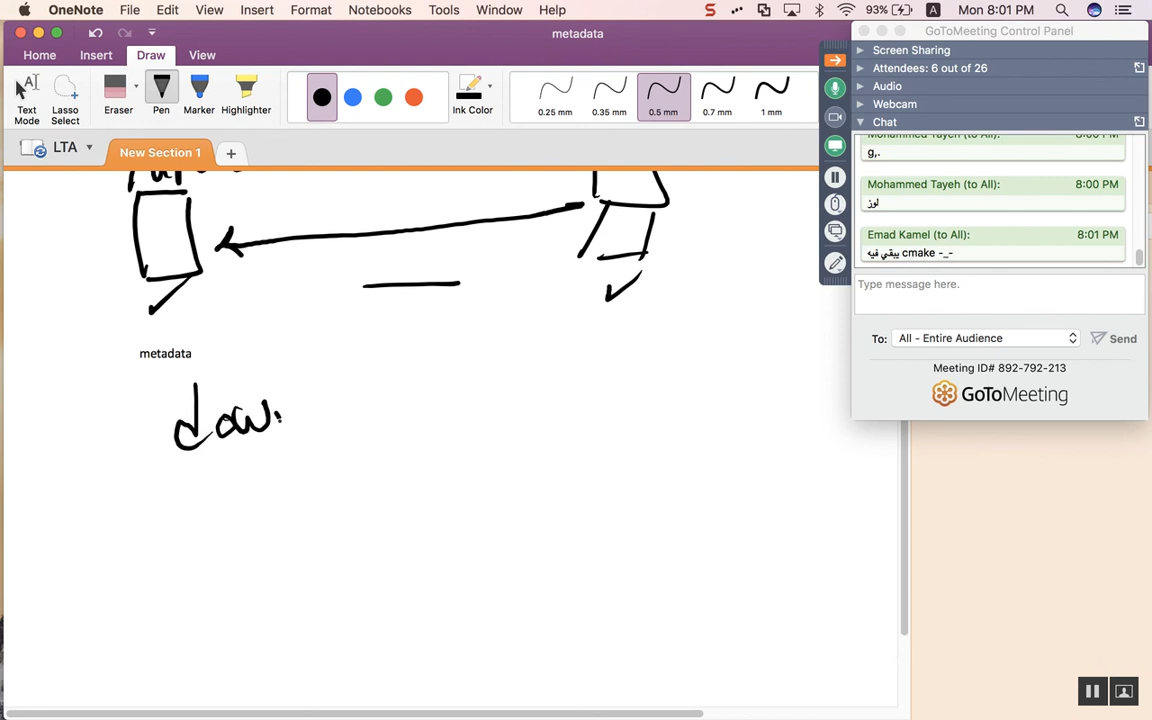 OneNote File Edit View Insert Format Notebooks Tools Window Help 93% A Mon 8:01 PM
metadata
Home Insert Draw View
Text Mode
Lasso Select
Eraser
Pen
Marker
Highlighter
Ink Color
0.25 mm 0.35 mm 0.5 mm 0.7 mm 1 mm
LTA New Section 1 +
metadata
GoToMeeting Control Panel
Screen Sharing
Attendees: 6 out of 26
Audio
Webcam
Chat
Mohammed Tayeh (to All):
g,.
Mohammed Tayeh (to All): 8:00 PM
لوز
Emad Kamel (to All): 8:01 PM
يبقي فيه cmake -_-
Type message here.
To: All - Entire Audience Send
Meeting ID# 892-792-213
GoToMeeting